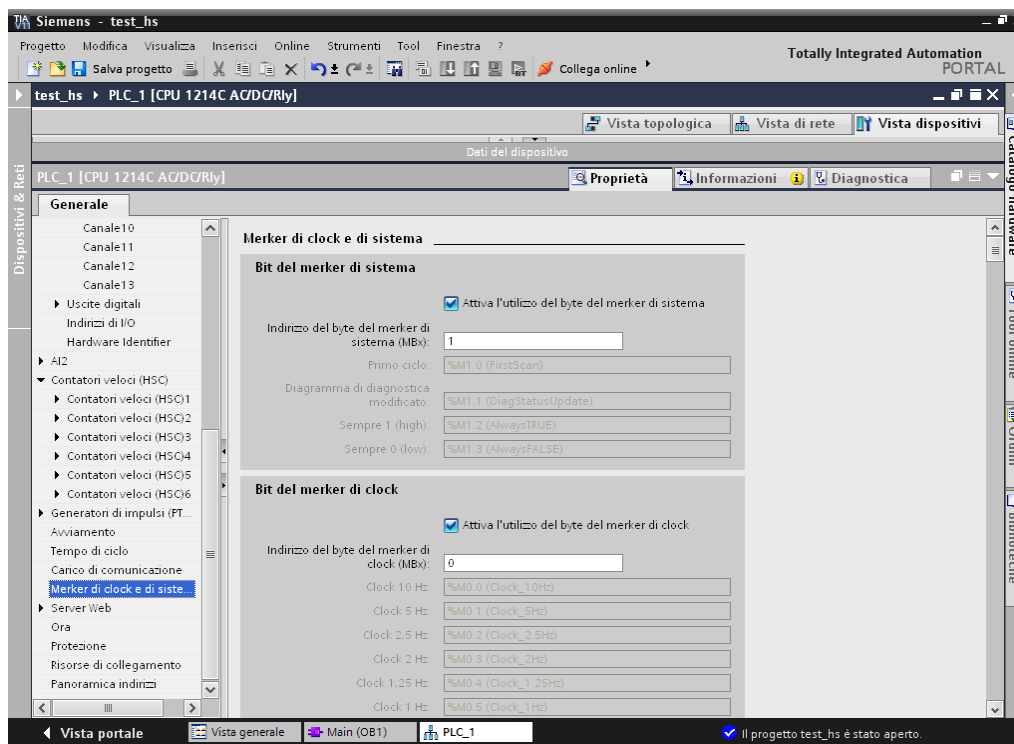 Siemens - test_hs
Progetto Modifica Visualizza Inserisci Online Strumenti Tool Finestra ?
Totally Integrated Automation
PORTAL
Salva progetto
Collega online
test_hs PLC_1 [CPU 1214C AC/DC/Rly]
Vista topologica Vista di rete Vista dispositivi
Dati del dispositivo
PLC_1 [CPU 1214C AC/DC/Rly]
Proprietà Informazioni Diagnostica
Generale
Dispositivi & Reti
Canale10
Canale11
Canale12
Canale13
Uscite digitali
Indirizzi di I/O
Hardware Identifier
AI2
Contatori veloci (HSC)
Contatori veloci (HSC)1
Contatori veloci (HSC)2
Contatori veloci (HSC)3
Contatori veloci (HSC)4
Contatori veloci (HSC)5
Contatori veloci (HSC)6
Generatori di impulsi (PT...
Avviamento
Tempo di ciclo
Carico di comunicazione
Merker di clock e di siste...
Server Web
Ora
Protezione
Risorse di collegamento
Panoramica indirizzi
Merker di clock e di sistema
Bit del merker di sistema
Attiva l'utilizzo del byte del merker di sistema
Indirizzo del byte del merker di
sistema (MBx): 1
Primo ciclo: %M1.0 (FirstScan)
Diagramma di diagnostica
modificato: %M1.1 (DiagStatusUpdate)
Sempre 1 (high): %M1.2 (AlwaysTRUE)
Sempre 0 (low): %M1.3 (AlwaysFALSE)
Bit del merker di clock
Attiva l'utilizzo del byte del merker di clock
Indirizzo del byte del merker di
clock (MBx): 0
Clock 10 Hz: %M0.0 (Clock_10Hz)
Clock 5 Hz: %M0.1 (Clock_5Hz)
Clock 2,5 Hz: %M0.2 (Clock_2.5Hz)
Clock 2 Hz: %M0.3 (Clock_2Hz)
Clock 1,25 Hz: %M0.4 (Clock_1.25Hz)
Clock 1 Hz: %M0.5 (Clock_1Hz)
Catalogo hardware
Tool online
Biblioteche
Vista portale Vista generale Main (OB1) PLC_1
Il progetto test_hs è stato aperto.